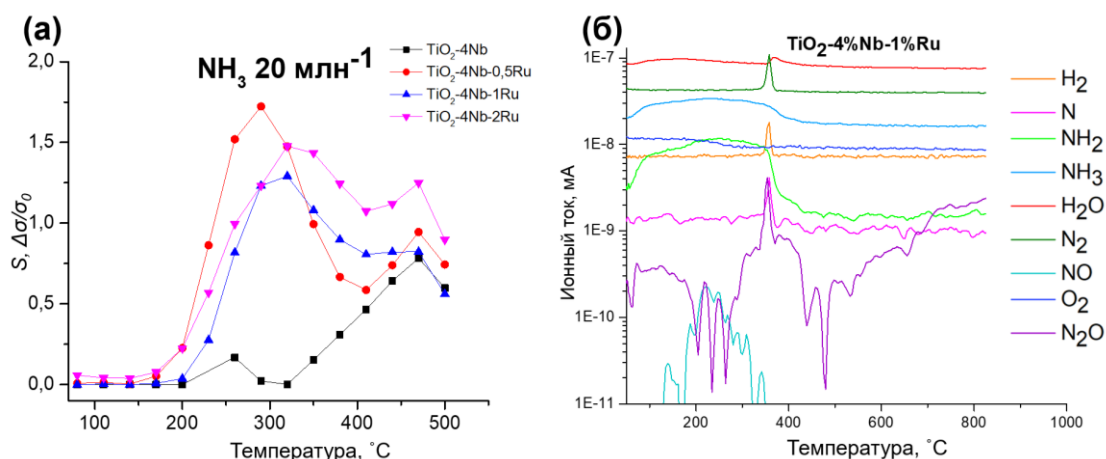 (а)
NH₃ 20 млн⁻¹
TiO₂-4Nb
TiO₂-4Nb-0,5Ru
TiO₂-4Nb-1Ru
TiO₂-4Nb-2Ru
2,0
1,5
1,0
0,5
0,0
S, Δσ/σ₀
100 200 300 400 500
Температура, ˚C
(б)
TiO₂-4%Nb-1%Ru
1E-7
1E-8
1E-9
1E-10
1E-11
Ионный ток, мА
200 400 600 800 1000
Температура, ˚C
H₂
N
NH₂
NH₃
H₂O
N₂
NO
O₂
N₂O